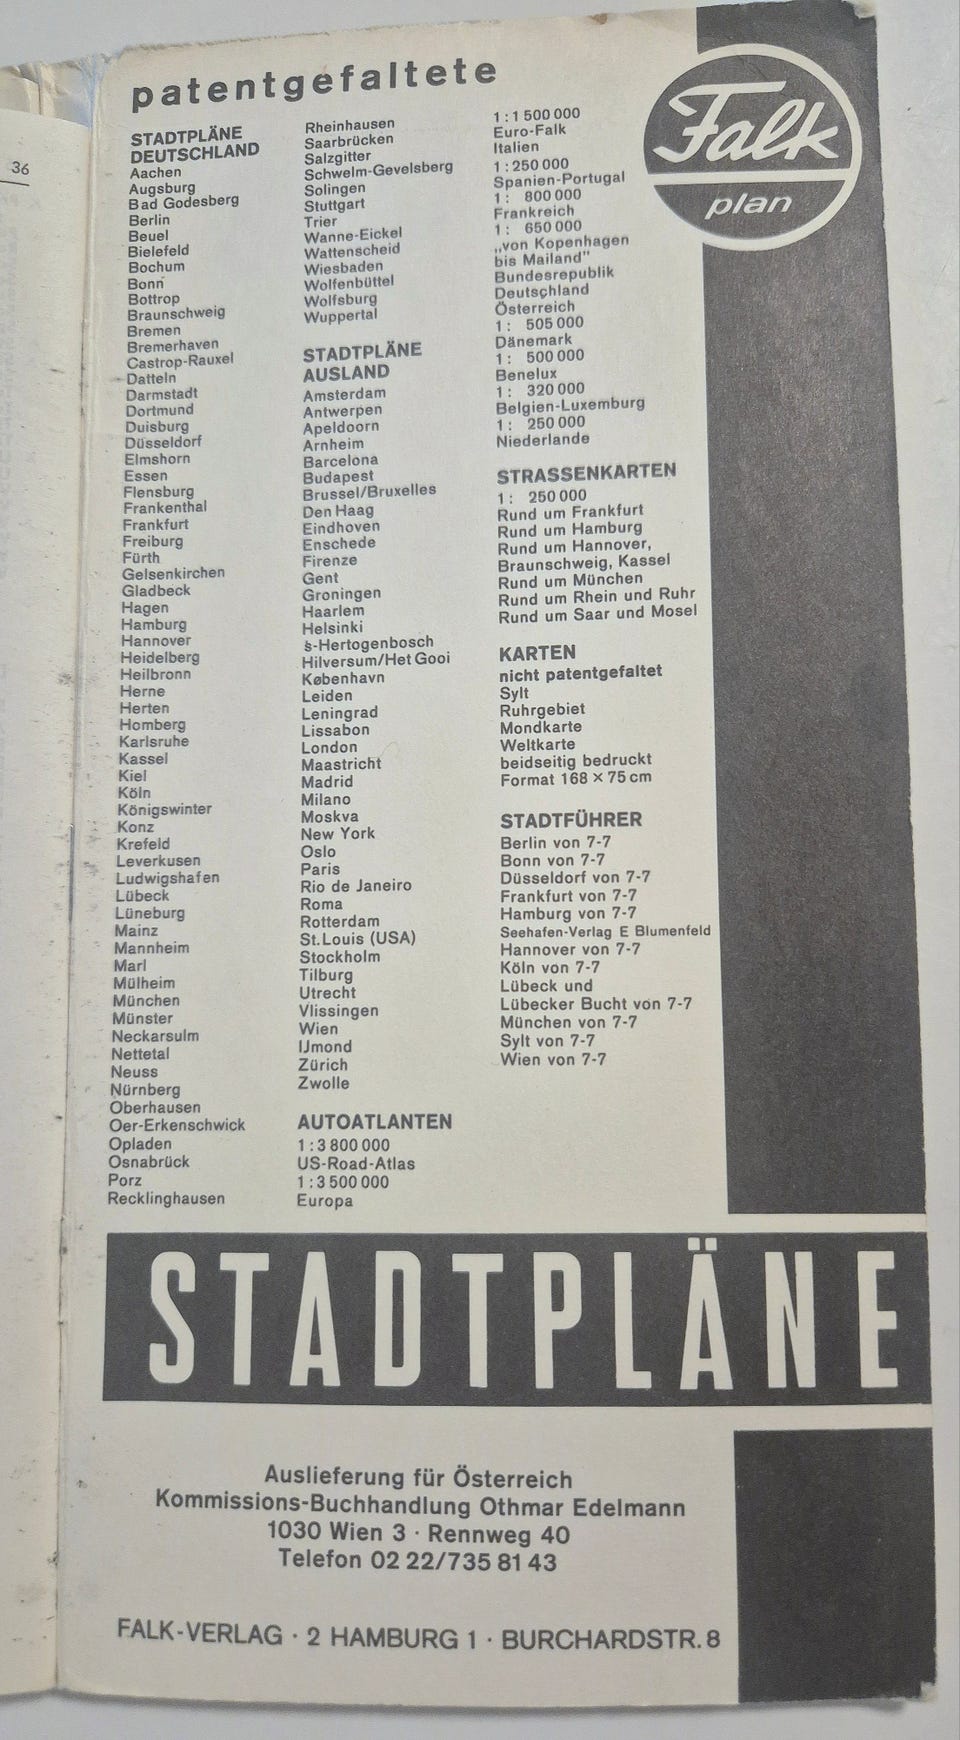 36
patentgefaltete
Falk
plan
STADTPLÄNE
DEUTSCHLAND
Aachen
Augsburg
Bad Godesberg
Berlin
Beuel
Bielefeld
Bochum
Bonn
Bottrop
Braunschweig
Bremen
Bremerhaven
Castrop-Rauxel
Datteln
Darmstadt
Dortmund
Duisburg
Düsseldorf
Elmshorn
Essen
Flensburg
Frankenthal
Frankfurt
Freiburg
Fürth
Gelsenkirchen
Gladbeck
Hagen
Hamburg
Hannover
Heidelberg
Heilbronn
Herne
Herten
Homberg
Karlsruhe
Kassel
Kiel
Köln
Königswinter
Konz
Krefeld
Leverkusen
Ludwigshafen
Lübeck
Lüneburg
Mainz
Mannheim
Marl
Mülheim
München
Münster
Neckarsulm
Nettetal
Neuss
Nürnberg
Oberhausen
Oer-Erkenschwick
Opladen
Osnabrück
Porz
Recklinghausen
Rheinhausen
Saarbrücken
Salzgitter
Schwelm-Gevelsberg
Solingen
Stuttgart
Trier
Wanne-Eickel
Wattenscheid
Wiesbaden
Wolfenbüttel
Wolfsburg
Wuppertal
STADTPLÄNE
AUSLAND
Amsterdam
Antwerpen
Apeldoorn
Arnheim
Barcelona
Budapest
Brussel/Bruxelles
Den Haag
Eindhoven
Enschede
Firenze
Gent
Groningen
Haarlem
Helsinki
s-Hertogenbosch
Hilversum/Het Gooi
København
Leiden
Leningrad
Lissabon
London
Maastricht
Madrid
Milano
Moskva
New York
Oslo
Paris
Rio de Janeiro
Roma
Rotterdam
St. Louis (USA)
Stockholm
Tilburg
Utrecht
Vlissingen
Wien
IJmond
Zürich
Zwolle
AUTOATLANTEN
1 : 3 800 000
US-Road-Atlas
1 : 3 500 000
Europa
1 : 1 500 000
Euro-Falk
Italien
1 : 250 000
Spanien-Portugal
1 : 800 000
Frankreich
1 : 650 000
„von Kopenhagen
bis Mailand"
Bundesrepublik
Deutschland
Österreich
1 : 505 000
Dänemark
1 : 500 000
Benelux
1 : 320 000
Belgien-Luxemburg
1 : 250 000
Niederlande
STRASSENKARTEN
1 : 250 000
Rund um Frankfurt
Rund um Hamburg
Rund um Hannover,
Braunschweig, Kassel
Rund um München
Rund um Rhein und Ruhr
Rund um Saar und Mosel
KARTEN
nicht patentgefaltet
Sylt
Ruhrgebiet
Mondkarte
Weltkarte
beidseitig bedruckt
Format 168 × 75 cm
STADTFÜHRER
Berlin von 7-7
Bonn von 7-7
Düsseldorf von 7-7
Frankfurt von 7-7
Hamburg von 7-7
Seehafen-Verlag E Blumenfeld
Hannover von 7-7
Köln von 7-7
Lübeck und
Lübecker Bucht von 7-7
München von 7-7
Sylt von 7-7
Wien von 7-7
STADTPLÄNE
Auslieferung für Österreich
Kommissions-Buchhandlung Othmar Edelmann
1030 Wien 3 · Rennweg 40
Telefon 02 22/735 81 43
FALK-VERLAG · 2 HAMBURG 1 · BURCHARDSTR. 8